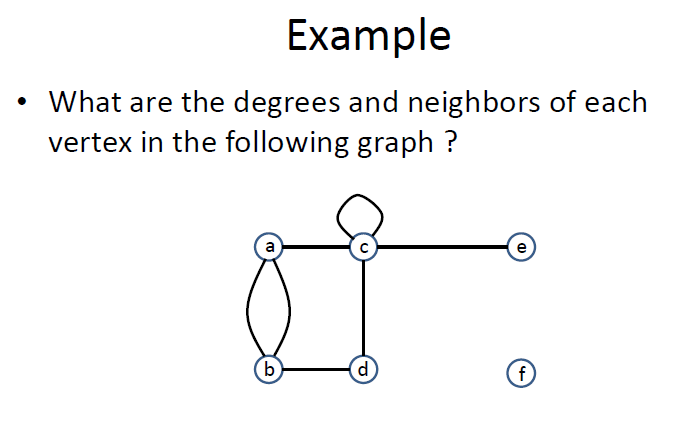 Example
• What are the degrees and neighbors of each
vertex in the following graph ?
a
c
e
b
d
f